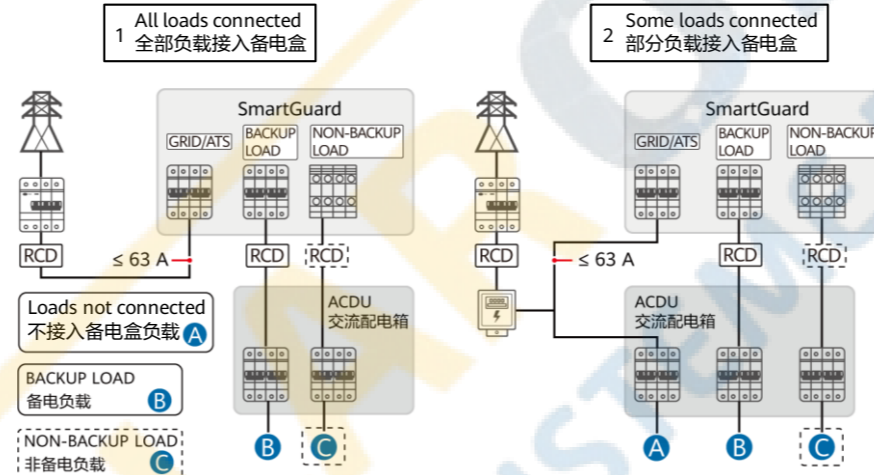 1 All loads connected
全部负载接入备电盒
SmartGuard
GRID/ATS
BACKUP
LOAD
NON-BACKUP
LOAD
RCD
≤ 63 A
RCD
RCD
Loads not connected
不接入备电盒负载 A
ACDU
交流配电箱
BACKUP LOAD
备电负载 B
NON-BACKUP LOAD
非备电负载 C
B
C
2 Some loads connected
部分负载接入备电盒
SmartGuard
GRID/ATS
BACKUP
LOAD
NON-BACKUP
LOAD
RCD
≤ 63 A
RCD
RCD
ACDU
交流配电箱
A
B
C